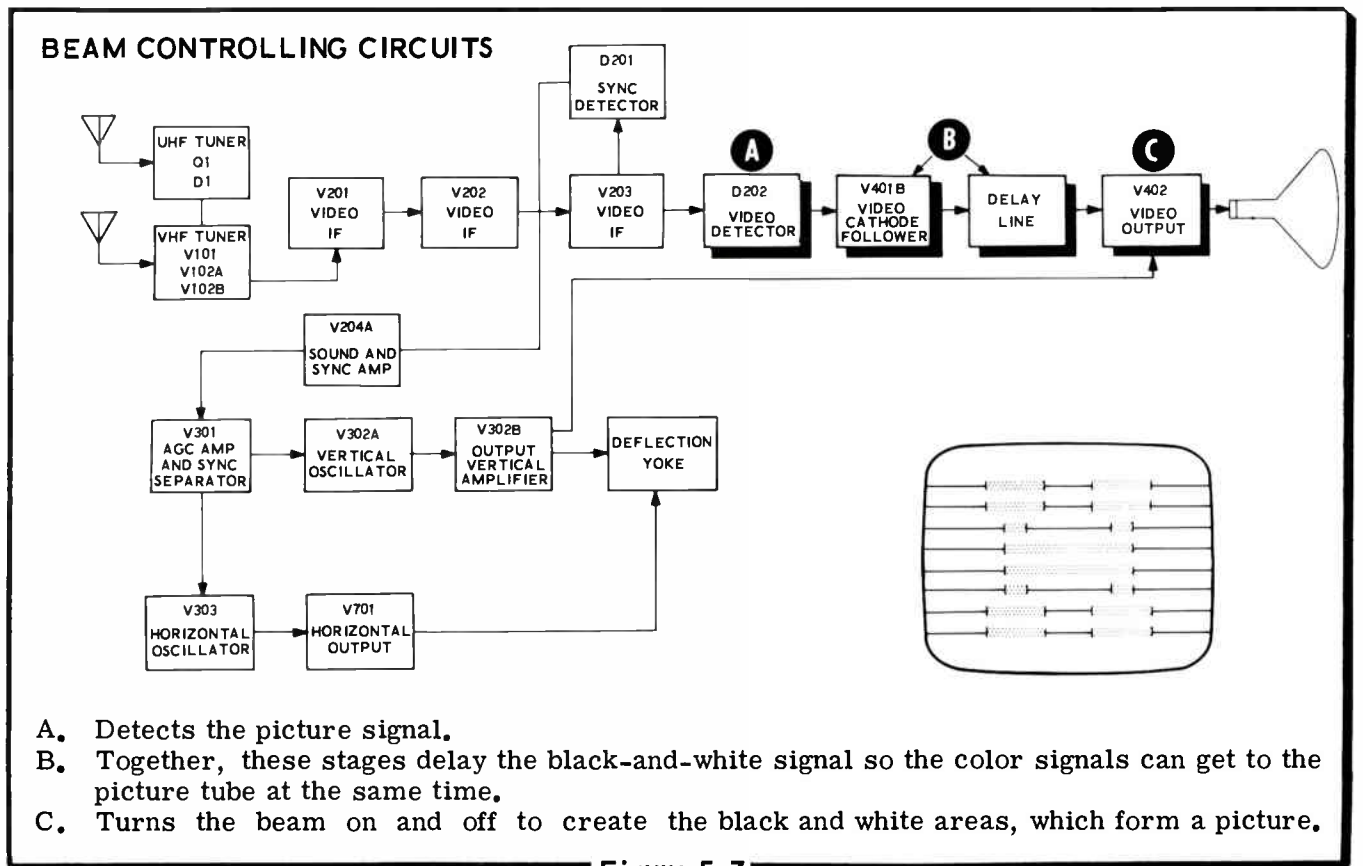 BEAM CONTROLLING CIRCUITS
D201
SYNC
DETECTOR
UHF TUNER
Q1
D1
A
B
C
V201
VIDEO
IF
V202
VIDEO
IF
V203
VIDEO
IF
D202
VIDEO
DETECTOR
V401B
VIDEO
CATHODE
FOLLOWER
DELAY
LINE
V402
VIDEO
OUTPUT
VHF TUNER
V101
V102A
V102B
V204A
SOUND AND
SYNC AMP
V301
AGC AMP
AND SYNC
SEPARATOR
V302A
VERTICAL
OSCILLATOR
V302B
OUTPUT
VERTICAL
AMPLIFIER
DEFLECTION
YOKE
V303
HORIZONTAL
OSCILLATOR
V701
HORIZONTAL
OUTPUT
A. Detects the picture signal.
B. Together, these stages delay the black-and-white signal so the color signals can get to the
picture tube at the same time.
C. Turns the beam on and off to create the black and white areas, which form a picture.